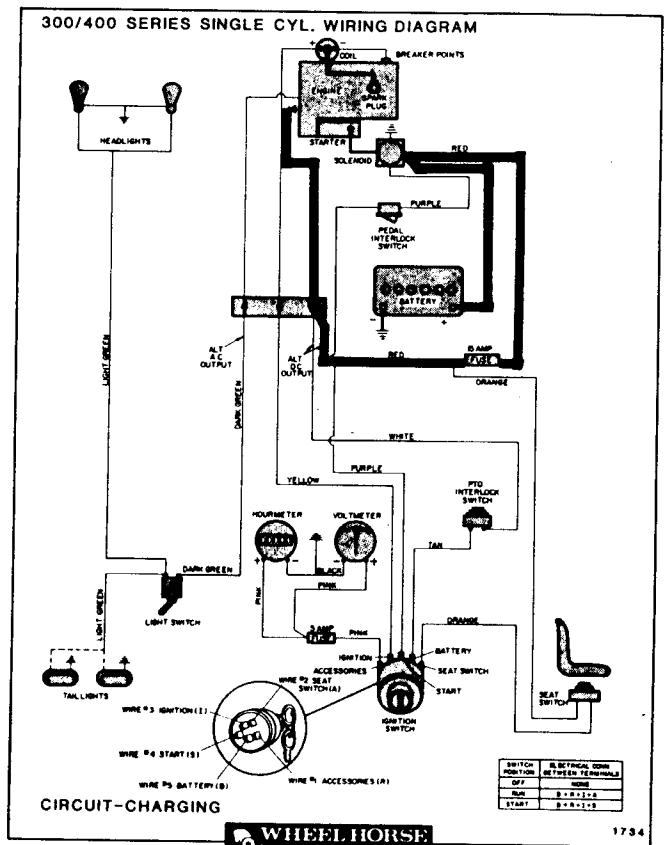 300/400 SERIES SINGLE CYL. WIRING DIAGRAM
+ -
COIL
BREAKER POINTS
ENGINE
SPARK
PLUG
HEADLIGHTS
STARTER
SOLENOID
RED
PURPLE
PEDAL
INTERLOCK
SWITCH
BATTERY
- +
ALT
A C
OUTPUT
ALT
DC
OUTPUT
RED
15 AMP
FUSE
ORANGE
LIGHT GREEN
DARK GREEN
WHITE
PURPLE
YELLOW
PTO
INTERLOCK
SWITCH
HOURMETER
VOLTMETER
TAN
+ - - +
BLACK
PINK
PINK
DARK GREEN
LIGHT GREEN
LIGHT SWITCH
5 AMP
FUSE
PINK
ORANGE
IGNITION
BATTERY
ACCESSORIES
SEAT SWITCH
START
IGNITION
SWITCH
SEAT
SWITCH
TAIL LIGHTS
WIRE #2 SEAT
SWITCH (A)
WIRE #3 IGNITION (I)
WIRE #4 START (S)
WIRE #5 BATTERY (B)
WIRE #1 ACCESSORIES (R)
SWITCH
POSITION
ELECTRICAL CONN
BETWEEN TERMINALS
OFF NONE
RUN B+R+I+A
START B+R+I+S
CIRCUIT-CHARGING
WHEEL HORSE
1734